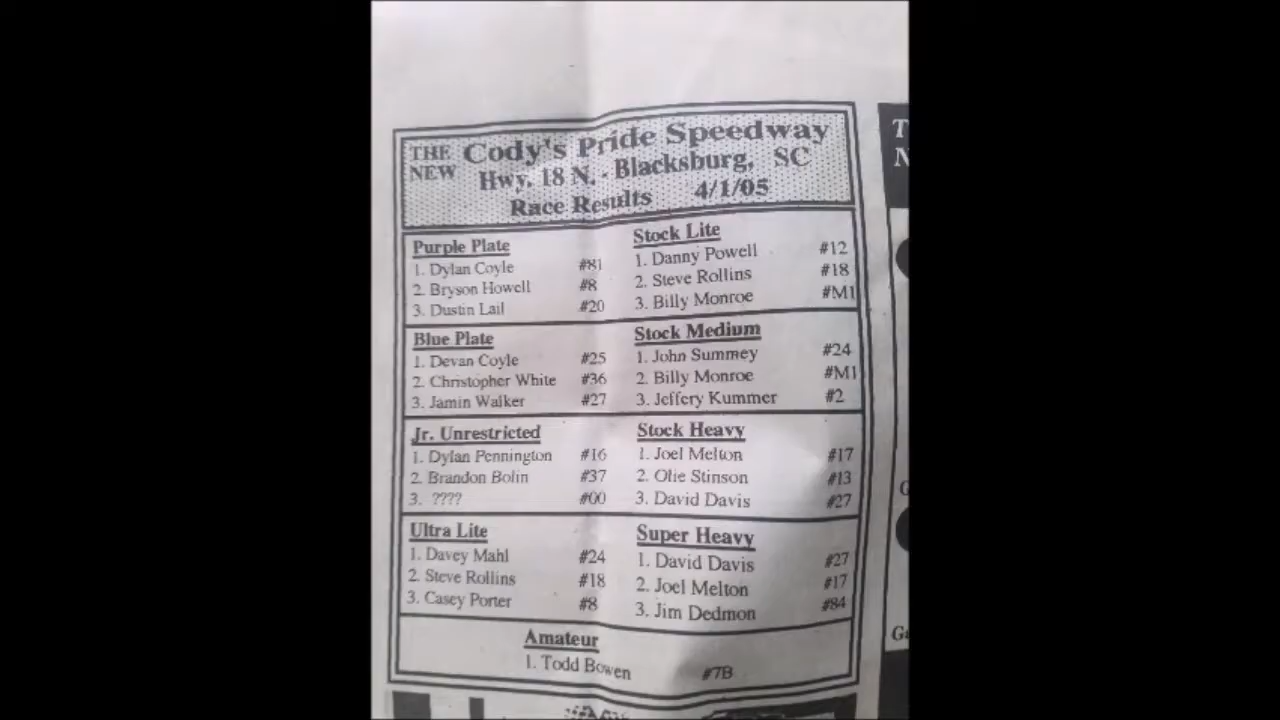 THE NEW Cody's Pride Speedway
Hwy. 18 N. - Blacksburg, SC
Race Results 4/1/05
Purple Plate
1. Dylan Coyle #81
2. Bryson Howell #8
3. Dustin Lail #20
Stock Lite
1. Danny Powell #12
2. Steve Rollins #18
3. Billy Monroe #M1
Blue Plate
1. Devan Coyle #25
2. Christopher White #36
3. Jamin Walker #27
Stock Medium
1. John Summey #24
2. Billy Monroe #M1
3. Jeffery Kummer #2
Jr. Unrestricted
1. Dylan Pennington #16
2. Brandon Bolin #37
3. ???? #00
Stock Heavy
1. Joel Melton #17
2. Olie Stinson #13
3. David Davis #27
Ultra Lite
1. Davey Mahl #24
2. Steve Rollins #18
3. Casey Porter #8
Super Heavy
1. David Davis #27
2. Joel Melton #17
3. Jim Dedmon #84
Amateur
1. Todd Bowen #7B